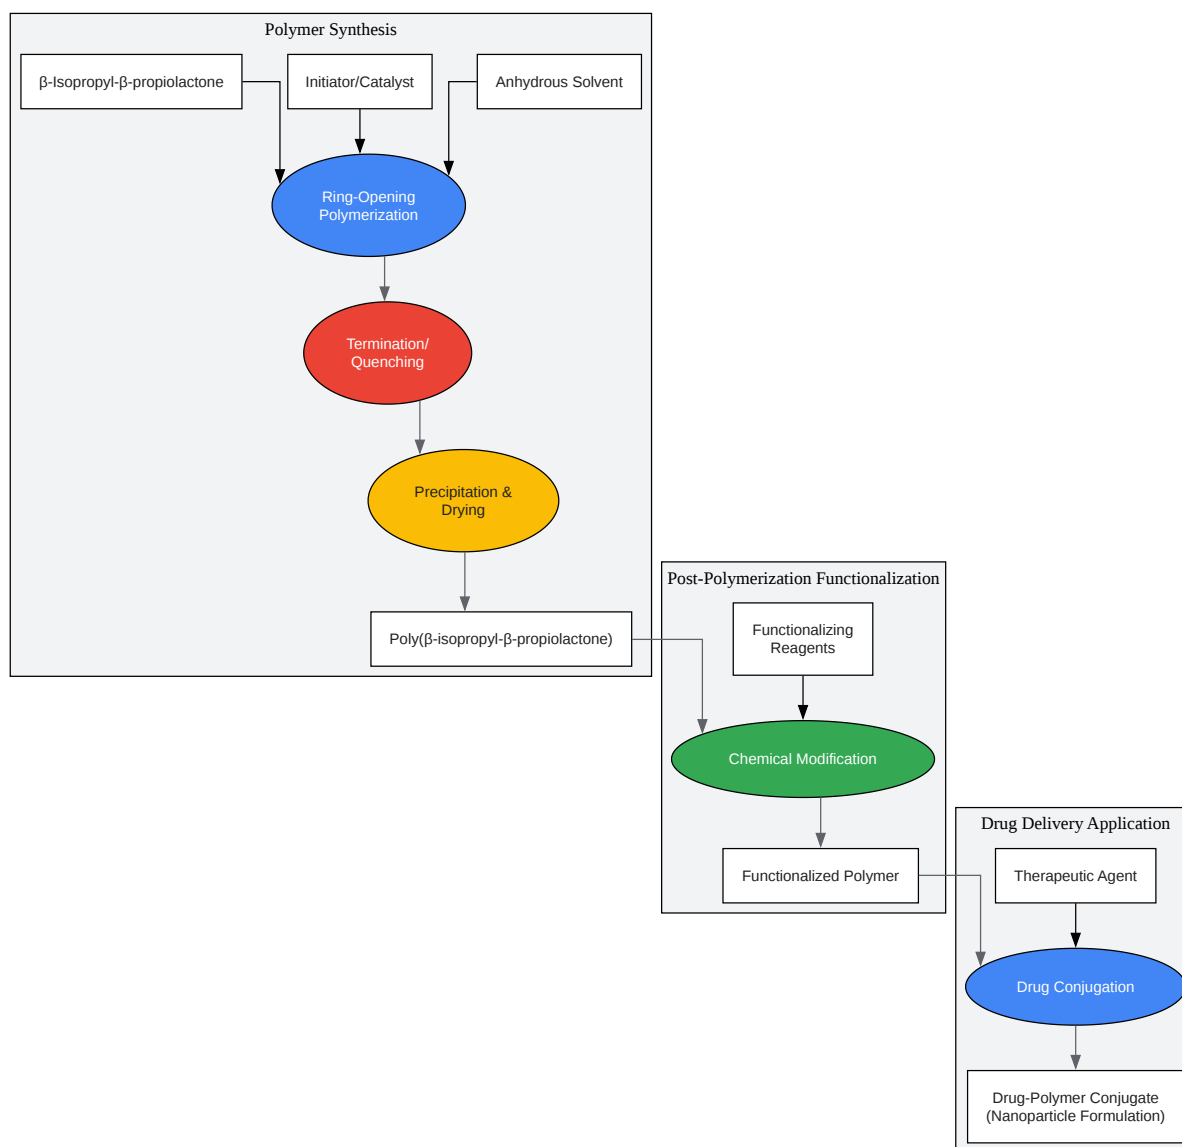 Polymer Synthesis
β-Isopropyl-β-propiolactone
Initiator/Catalyst
Anhydrous Solvent
Ring-Opening
Polymerization
Termination/
Quenching
Precipitation &
Drying
Poly(β-isopropyl-β-propiolactone)
Post-Polymerization Functionalization
Functionalizing
Reagents
Chemical Modification
Functionalized Polymer
Drug Delivery Application
Therapeutic Agent
Drug Conjugation
Drug-Polymer Conjugate
(Nanoparticle Formulation)